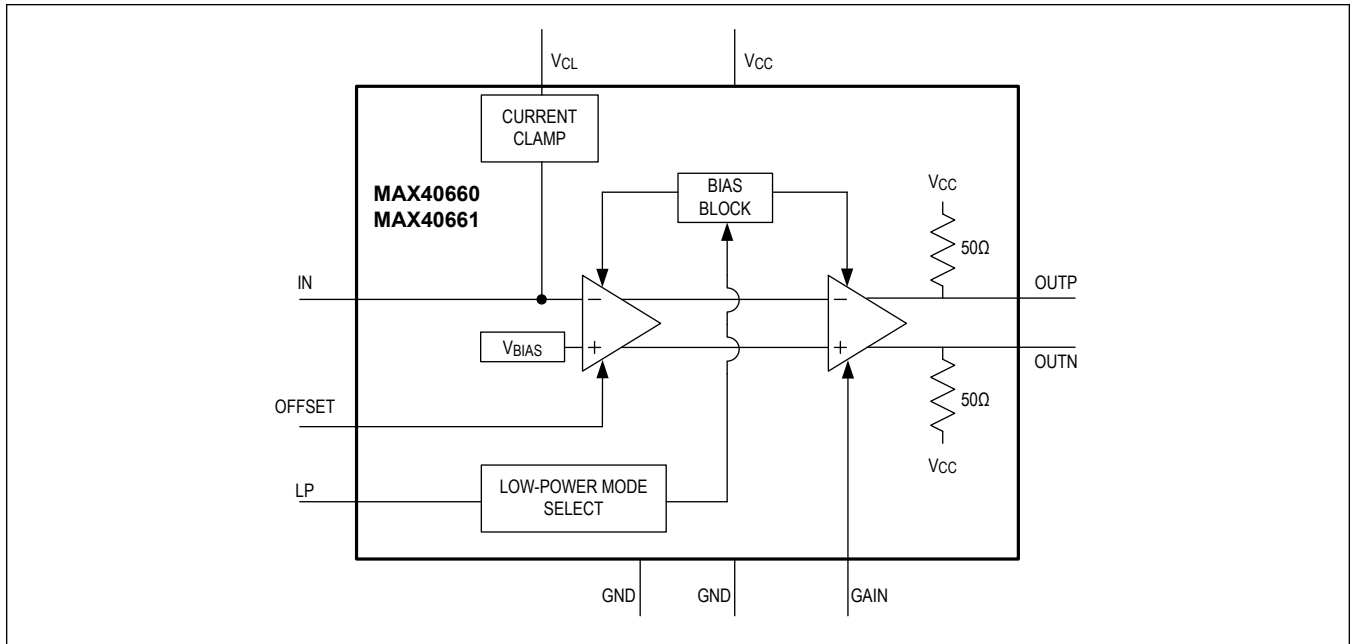 VCL
VCC
CURRENT
CLAMP
MAX40660
MAX40661
BIAS
BLOCK
VCC
50Ω
IN
OUTP
−
−
VBIAS
+
+
OUTN
OFFSET
50Ω
VCC
LP
LOW-POWER MODE
SELECT
GND
GND
GAIN